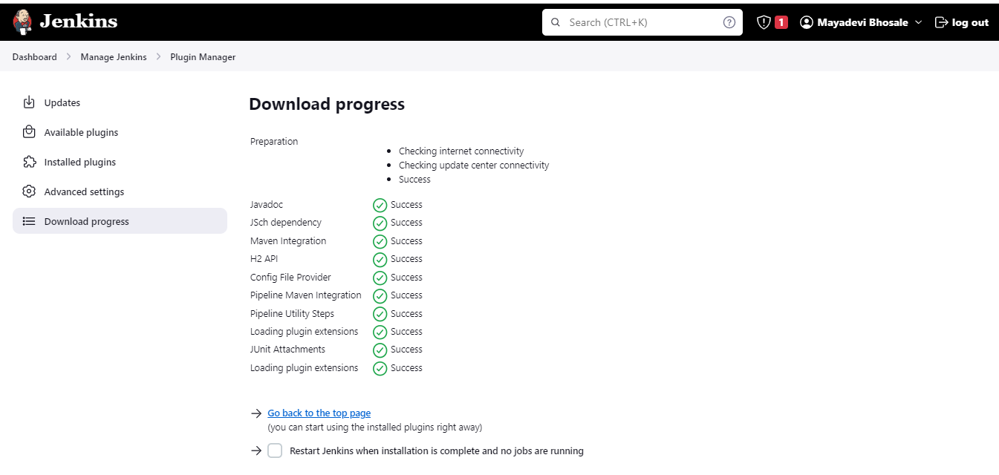 Jenkins
Search (CTRL+K)
?
1
Mayadevi Bhosale
log out
Dashboard
Manage Jenkins
Plugin Manager
Updates
Available plugins
Installed plugins
Advanced settings
Download progress
Download progress
Preparation
Checking internet connectivity
Checking update center connectivity
Success
Javadoc Success
JSch dependency Success
Maven Integration Success
H2 API Success
Config File Provider Success
Pipeline Maven Integration Success
Pipeline Utility Steps Success
Loading plugin extensions Success
JUnit Attachments Success
Loading plugin extensions Success
Go back to the top page
(you can start using the installed plugins right away)
Restart Jenkins when installation is complete and no jobs are running